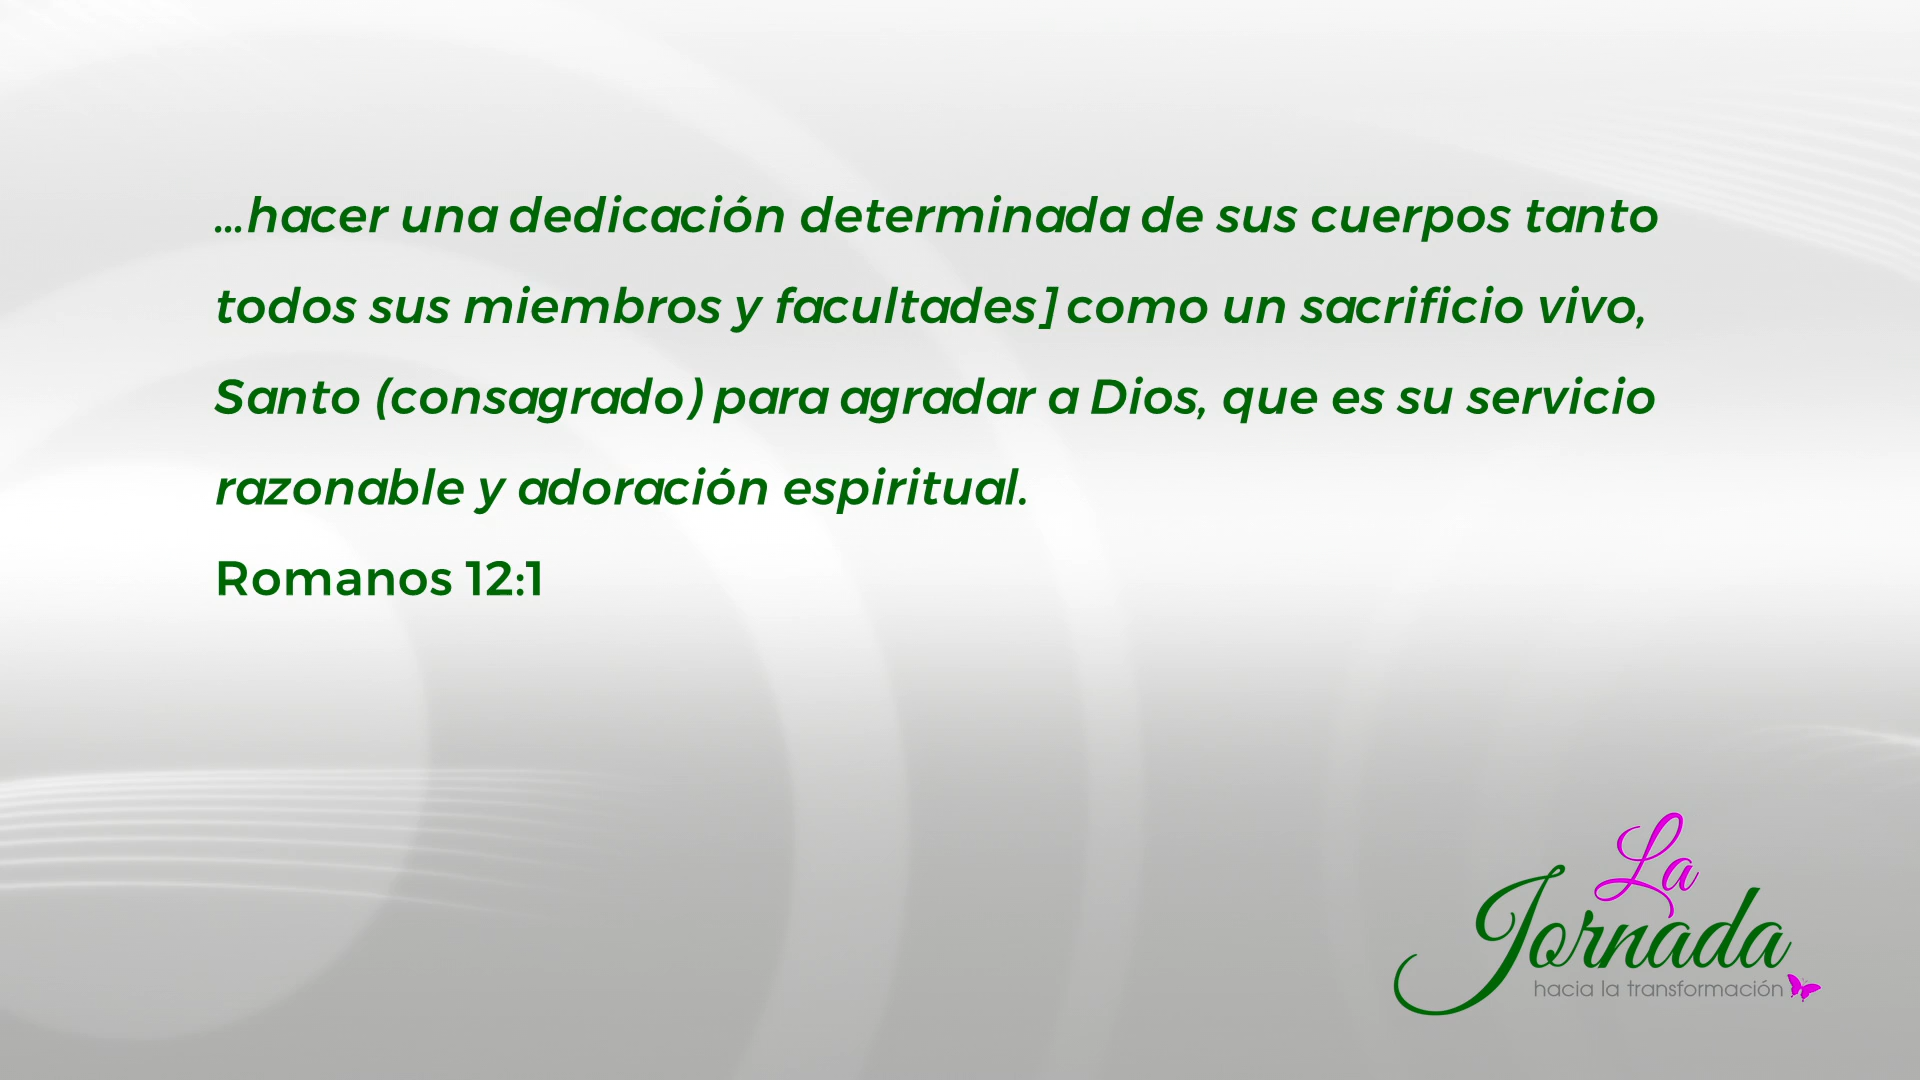 ...hacer una dedicación determinada de sus cuerpos tanto
todos sus miembros y facultades] como un sacrificio vivo,
Santo (consagrado) para agradar a Dios, que es su servicio
razonable y adoración espiritual.
Romanos 12:1
La
Jornada
hacia la transformación